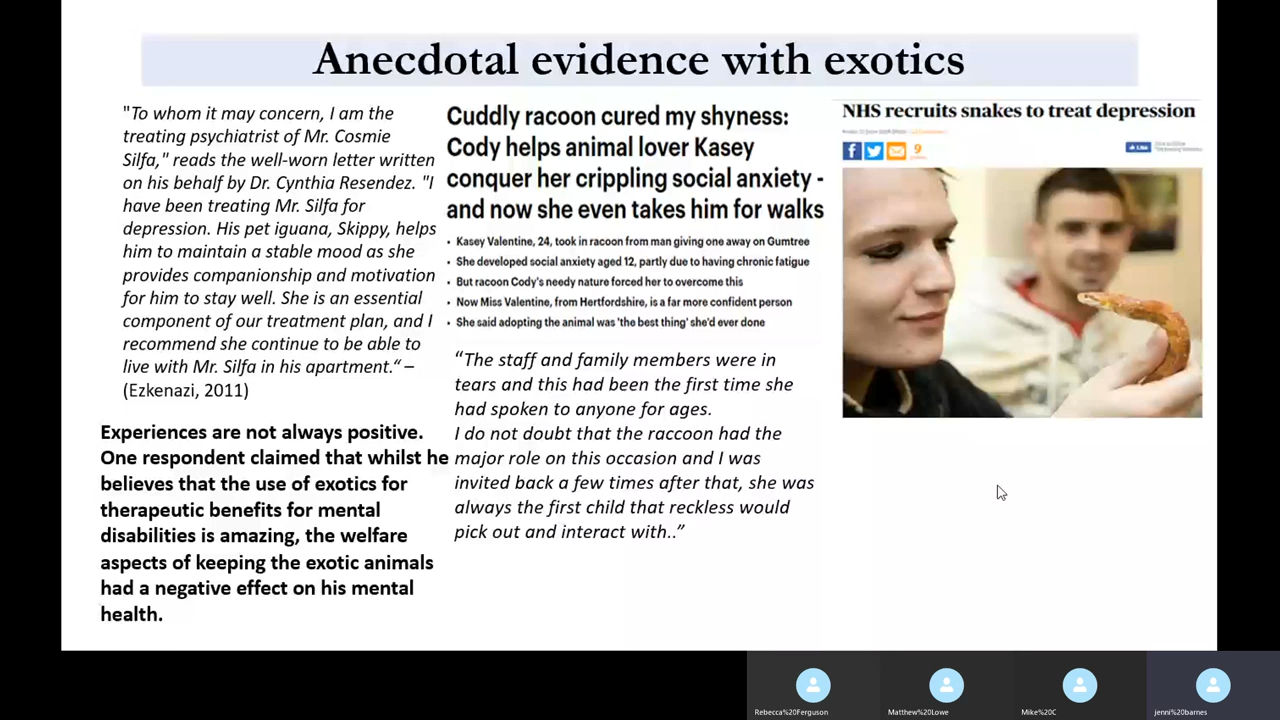 Anecdotal evidence with exotics
"To whom it may concern, I am the
treating psychiatrist of Mr. Cosmie
Silfa," reads the well-worn letter written
on his behalf by Dr. Cynthia Resendez. "I
have been treating Mr. Silfa for
depression. His pet iguana, Skippy, helps
him to maintain a stable mood as she
provides companionship and motivation
for him to stay well. She is an essential
component of our treatment plan, and I
recommend she continue to be able to
live with Mr. Silfa in his apartment.“ –
(Ezkenazi, 2011)
Experiences are not always positive.
One respondent claimed that whilst he
believes that the use of exotics for
therapeutic benefits for mental
disabilities is amazing, the welfare
aspects of keeping the exotic animals
had a negative effect on his mental
health.
Cuddly racoon cured my shyness:
Cody helps animal lover Kasey
conquer her crippling social anxiety -
and now she even takes him for walks
• Kasey Valentine, 24, took in racoon from man giving one away on Gumtree
• She developed social anxiety aged 12, partly due to having chronic fatigue
• But racoon Cody's needy nature forced her to overcome this
• Now Miss Valentine, from Hertfordshire, is a far more confident person
• She said adopting the animal was 'the best thing' she'd ever done
“The staff and family members were in
tears and this had been the first time she
had spoken to anyone for ages.
I do not doubt that the raccoon had the
major role on this occasion and I was
invited back a few times after that, she was
always the first child that reckless would
pick out and interact with..”
NHS recruits snakes to treat depression
9
Rebecca%20Ferguson
Matthew%20Lowe
Mike%20C
jenni%20barnes